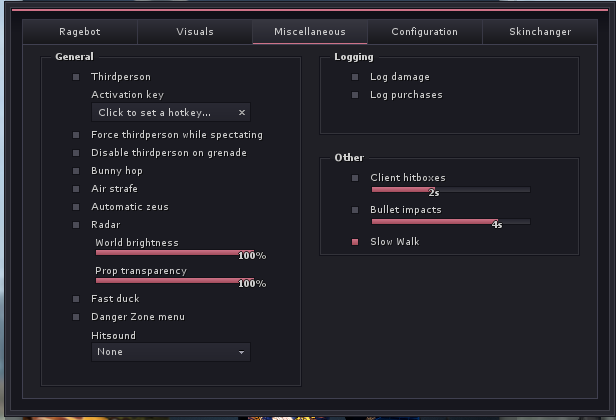 Ragebot
Visuals
Miscellaneous
Configuration
Skinchanger
General
Thirdperson
Activation key
Click to set a hotkey... ×
Force thirdperson while spectating
Disable thirdperson on grenade
Bunny hop
Air strafe
Automatic zeus
Radar
World brightness
100%
Prop transparency
100%
Fast duck
Danger Zone menu
Hitsound
None
Logging
Log damage
Log purchases
Other
Client hitboxes
2s
Bullet impacts
4s
Slow Walk